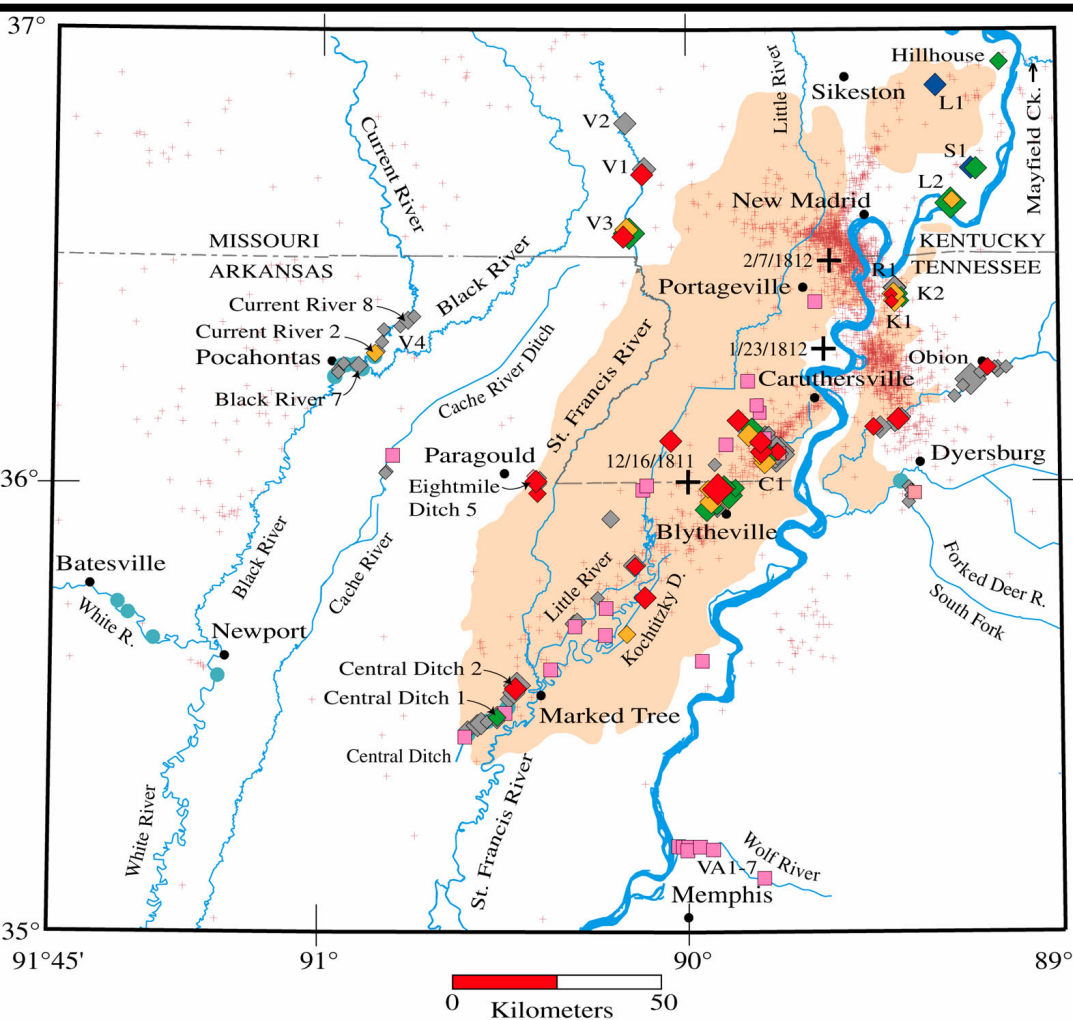 37°
Hillhouse
Little River
Sikeston
L1
Mayfield Ck. →
V2
Current River
S1
V1
L2
New Madrid
V3
MISSOURI
KENTUCKY
ARKANSAS
2/7/1812
R1
TENNESSEE
Black River
Portageville
K2
Current River 8
K1
Current River 2
V4
Pocahontas
1/23/1812
Obion
Cache River Ditch
St. Francis River
Caruthersville
Black River 7
Paragould
12/16/1811
Dyersburg
36°
Eightmile
Ditch 5
C1
Blytheville
Black River
Batesville
Cache River
Little River
Forked Deer R.
White R.
Kochtitzky D.
South Fork
Newport
Central Ditch 2
Central Ditch 1
Marked Tree
Central Ditch
White River
St. Francis River
Wolf River
VA1-7
Memphis
35°
91°45'
91°
90°
89°
0
50
Kilometers